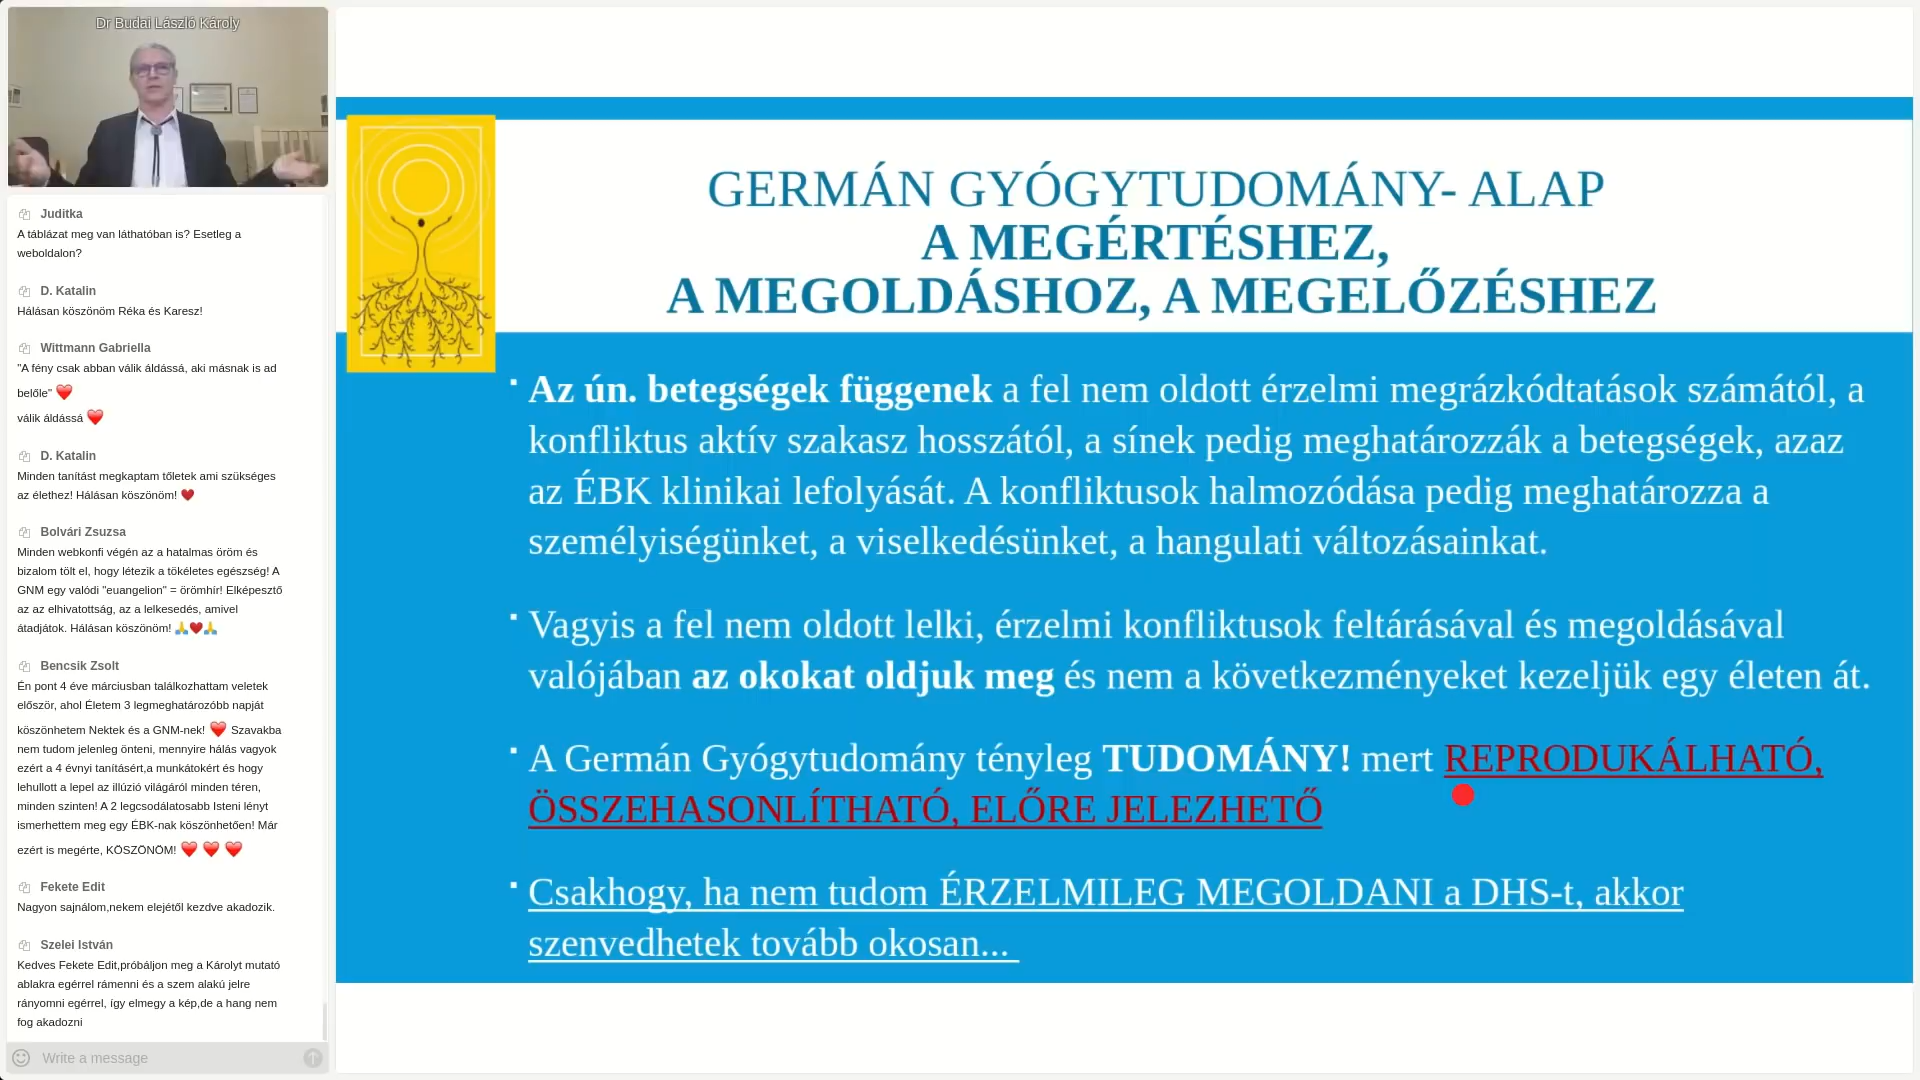 Dr Budai László Károly
Juditka
A táblázat meg van láthatóban is? Esetleg a
weboldalon?
D. Katalin
Hálásan köszönöm Réka és Karesz!
Wittmann Gabriella
"A fény csak abban válik áldássá, aki másnak is ad
belőle" ❤️
válik áldássá ❤️
D. Katalin
Minden tanítást megkaptam tőletek ami szükséges
az élethez! Hálásan köszönöm! ❤️
Bolvári Zsuzsa
Minden webkonfi végén az a hatalmas öröm és
bizalom tölt el, hogy létezik a tökéletes egészség! A
GNM egy valódi "euangelion" = örömhír! Elképesztő
az az elhivatottság, az a lelkesedés, amivel
átadjátok. Hálásan köszönöm! 🙏❤️🙏
Bencsik Zsolt
Én pont 4 éve márciusban találkozhattam veletek
először, ahol Életem 3 legmeghatározóbb napját
köszönhetem Nektek és a GNM-nek! ❤️ Szavakba
nem tudom jelenleg önteni, mennyire hálás vagyok
ezért a 4 évnyi tanításért,a munkátokért és hogy
lehullott a lepel az illúzió világáról minden téren,
minden szinten! A 2 legcsodálatosabb Isteni lényt
ismerhettem meg egy ÉBK-nak köszönhetően! Már
ezért is megérte, KÖSZÖNÖM! ❤️ ❤️ ❤️
Fekete Edit
Nagyon sajnálom,nekem elejétől kezdve akadozik.
Szelei István
Kedves Fekete Edit,próbáljon meg a Károlyt mutató
ablakra egérrel rámenni és a szem alakú jelre
rányomni egérrel, így elmegy a kép,de a hang nem
fog akadozni
Write a message
GERMÁN GYÓGYTUDOMÁNY- ALAP
A MEGÉRTÉSHEZ,
A MEGOLDÁSHOZ, A MEGELŐZÉSHEZ
▪ Az ún. betegségek függenek a fel nem oldott érzelmi megrázkódtatások számától, a
konfliktus aktív szakasz hosszától, a sínek pedig meghatározzák a betegségek, azaz
az ÉBK klinikai lefolyását. A konfliktusok halmozódása pedig meghatározza a
személyiségünket, a viselkedésünket, a hangulati változásainkat.
▪ Vagyis a fel nem oldott lelki, érzelmi konfliktusok feltárásával és megoldásával
valójában az okokat oldjuk meg és nem a következményeket kezeljük egy életen át.
▪ A Germán Gyógytudomány tényleg TUDOMÁNY! mert REPRODUKÁLHATÓ,
ÖSSZEHASONLÍTHATÓ, ELŐRE JELEZHETŐ
▪ Csakhogy, ha nem tudom ÉRZELMILEG MEGOLDANI a DHS-t, akkor
szenvedhetek tovább okosan...